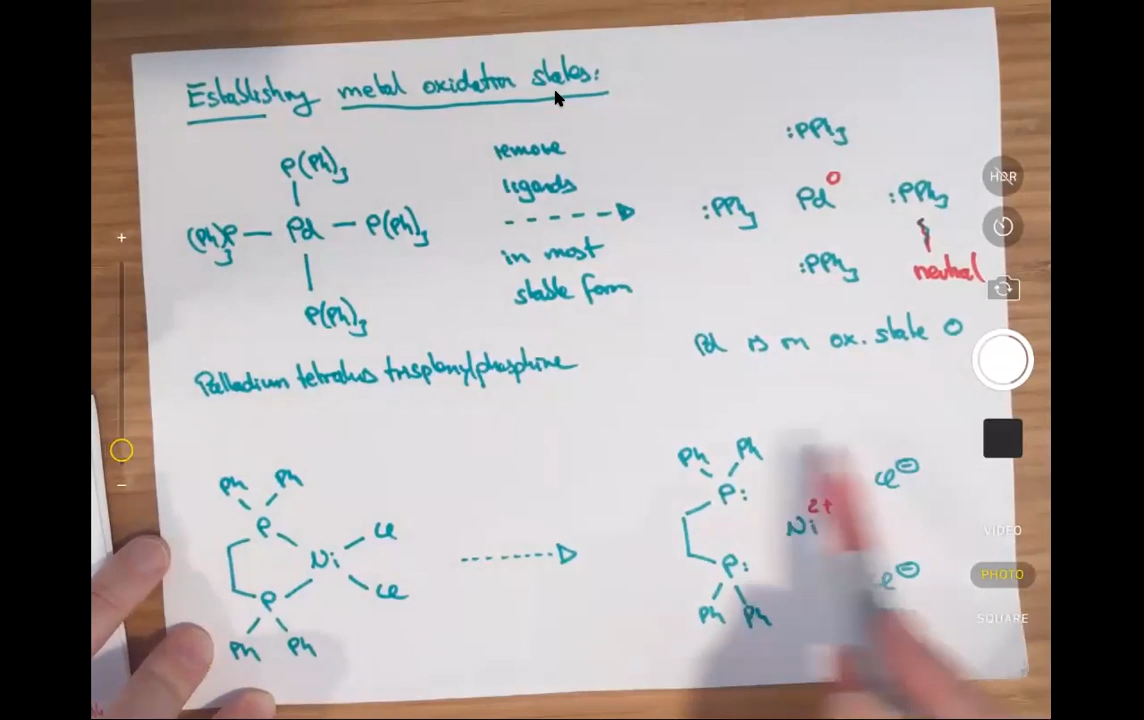 Establishing metal oxidation states:
P(Ph)3
(Ph)3P — Pd — P(Ph)3
P(Ph)3
remove
ligands
in most
stable form
:PPh3
:PPh3 Pd0 :PPh3
:PPh3
neutral
Pd is in ox. state 0
Palladium tetrakis trisphenylphosphine
Ph Ph
P
Ni
Cl
Cl
P
Ph Ph
Ph Ph
P:
Ni2+
Cl⊖
Cl⊖
P:
Ph Ph
HDR
VIDEO
PHOTO
SQUARE